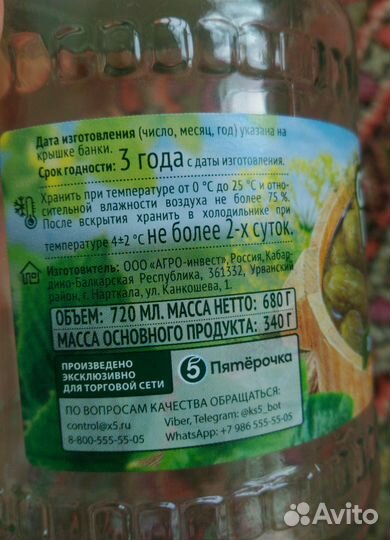 Дата изготовления (число, месяц, год) указана на
крышке банки.
Срок годности: 3 года с даты изготовления.
Хранить при температуре от 0 °С до 25 °С и отно-
сительной влажности воздуха не более 75 %.
После вскрытия хранить в холодильнике при
температуре 4±2 °С не более 2-х суток.
Изготовитель: ООО «АГРО-инвест», Россия, Кабар-
дино-Балкарская Республика, 361332, Урванский
район, г. Нарткала, ул. Канкошева, 1.
ОБЪЕМ: 720 МЛ. МАССА НЕТТО: 680 Г
МАССА ОСНОВНОГО ПРОДУКТА: 340 Г
ПРОИЗВЕДЕНО
ЭКСКЛЮЗИВНО
ДЛЯ ТОРГОВОЙ СЕТИ
5 Пятёрочка
ПО ВОПРОСАМ КАЧЕСТВА ОБРАЩАТЬСЯ:
control@x5.ru
Viber, Telegram: @ks5_bot
8-800-555-55-05
WhatsApp: +7 986 555-55-05
Avito